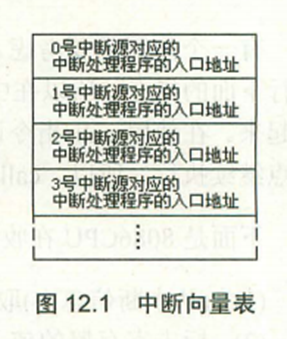 0号中断源对应的
中断处理程序的入口地址
1号中断源对应的
中断处理程序的入口地址
2号中断源对应的
中断处理程序的入口地址
3号中断源对应的
中断处理程序的入口地址
⋮
图 12.1 中断向量表